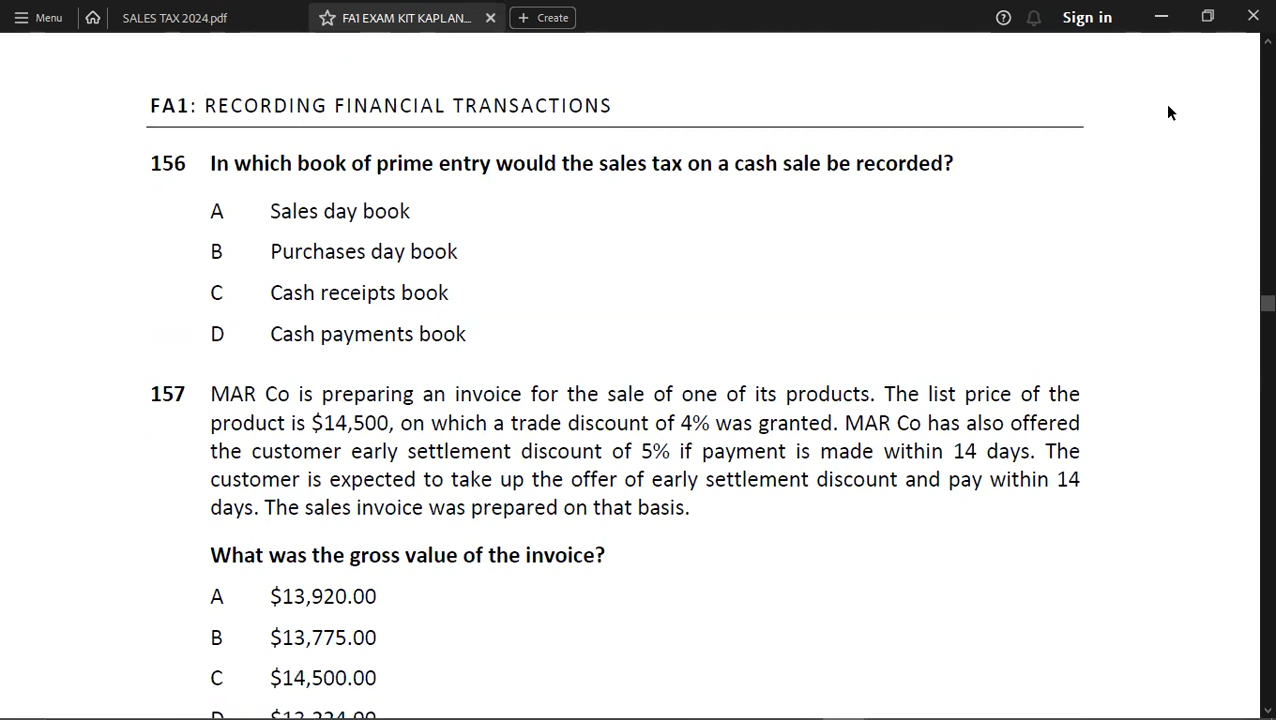 Menu
SALES TAX 2024.pdf
FA1 EXAM KIT KAPLAN...
Create
Sign in
FA1: RECORDING FINANCIAL TRANSACTIONS
156 In which book of prime entry would the sales tax on a cash sale be recorded?
A Sales day book
B Purchases day book
C Cash receipts book
D Cash payments book
157 MAR Co is preparing an invoice for the sale of one of its products. The list price of the
product is $14,500, on which a trade discount of 4% was granted. MAR Co has also offered
the customer early settlement discount of 5% if payment is made within 14 days. The
customer is expected to take up the offer of early settlement discount and pay within 14
days. The sales invoice was prepared on that basis.
What was the gross value of the invoice?
A $13,920.00
B $13,775.00
C $14,500.00
D $13,224.00